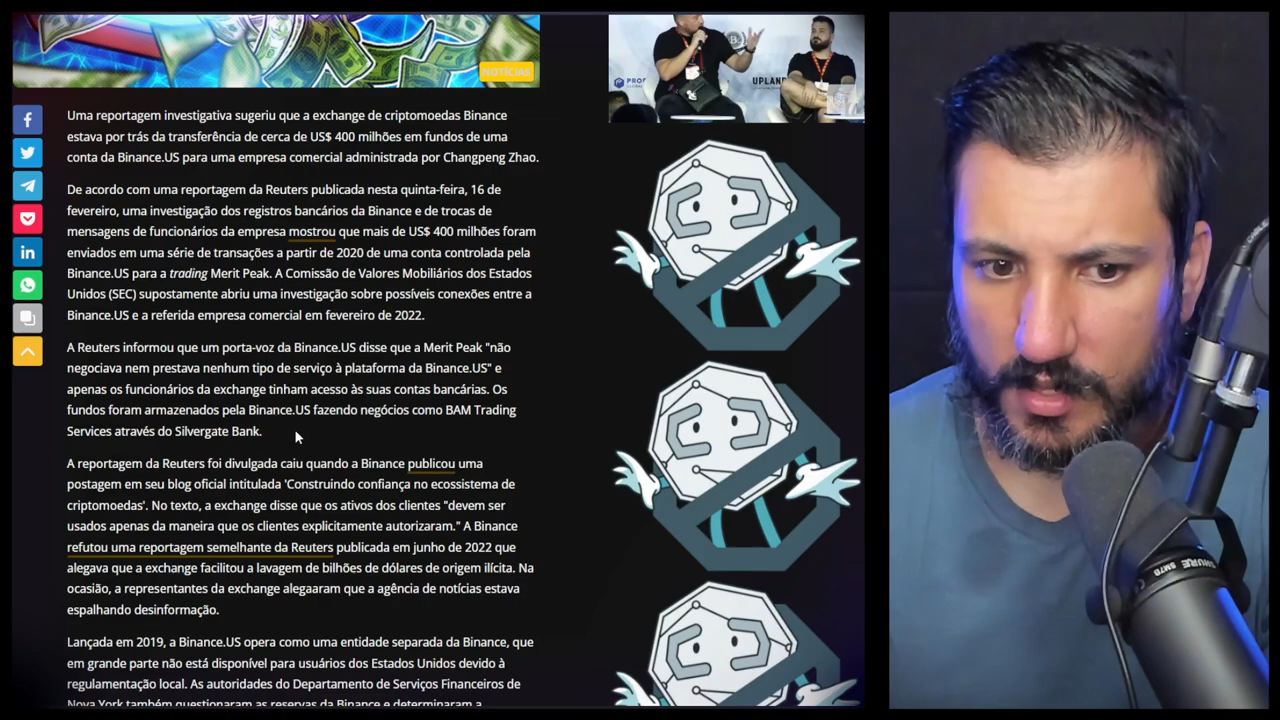 NOTÍCIAS
UPLAND
Uma reportagem investigativa sugeriu que a exchange de criptomoedas Binance
estava por trás da transferência de cerca de US$ 400 milhões em fundos de uma
conta da Binance.US para uma empresa comercial administrada por Changpeng Zhao.
De acordo com uma reportagem da Reuters publicada nesta quinta-feira, 16 de
fevereiro, uma investigação dos registros bancários da Binance e de trocas de
mensagens de funcionários da empresa mostrou que mais de US$ 400 milhões foram
enviados em uma série de transações a partir de 2020 de uma conta controlada pela
Binance.US para a trading Merit Peak. A Comissão de Valores Mobiliários dos Estados
Unidos (SEC) supostamente abriu uma investigação sobre possíveis conexões entre a
Binance.US e a referida empresa comercial em fevereiro de 2022.
A Reuters informou que um porta-voz da Binance.US disse que a Merit Peak "não
negociava nem prestava nenhum tipo de serviço à plataforma da Binance.US" e
apenas os funcionários da exchange tinham acesso às suas contas bancárias. Os
fundos foram armazenados pela Binance.US fazendo negócios como BAM Trading
Services através do Silvergate Bank.
A reportagem da Reuters foi divulgada caiu quando a Binance publicou uma
postagem em seu blog oficial intitulada 'Construindo confiança no ecossistema de
criptomoedas'. No texto, a exchange disse que os ativos dos clientes "devem ser
usados apenas da maneira que os clientes explicitamente autorizaram." A Binance
refutou uma reportagem semelhante da Reuters publicada em junho de 2022 que
alegava que a exchange facilitou a lavagem de bilhões de dólares de origem ilícita. Na
ocasião, a representantes da exchange alegaaram que a agência de notícias estava
espalhando desinformação.
Lançada em 2019, a Binance.US opera como uma entidade separada da Binance, que
em grande parte não está disponível para usuários dos Estados Unidos devido à
regulamentação local. As autoridades do Departamento de Serviços Financeiros de
Nova York também questionaram as reservas da Binance e determinaram a
SHURE SM7B